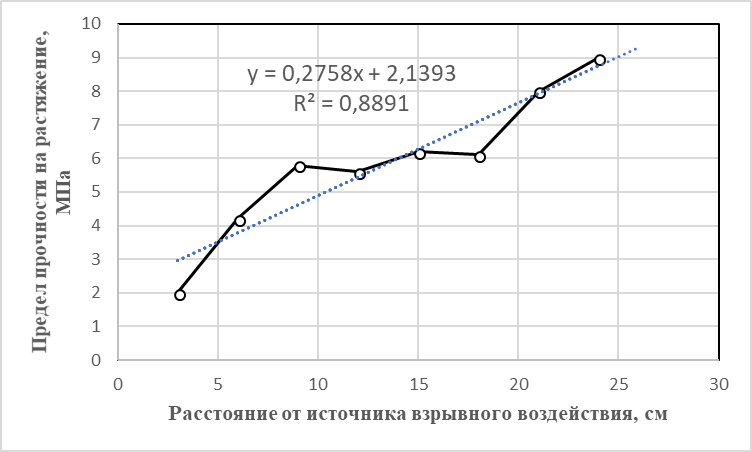 Предел прочности на растяжение,
МПа
10
9
8
7
6
5
4
3
2
1
0
y = 0,2758x + 2,1393
R² = 0,8891
0 5 10 15 20 25 30
Расстояние от источника взрывного воздействия, см